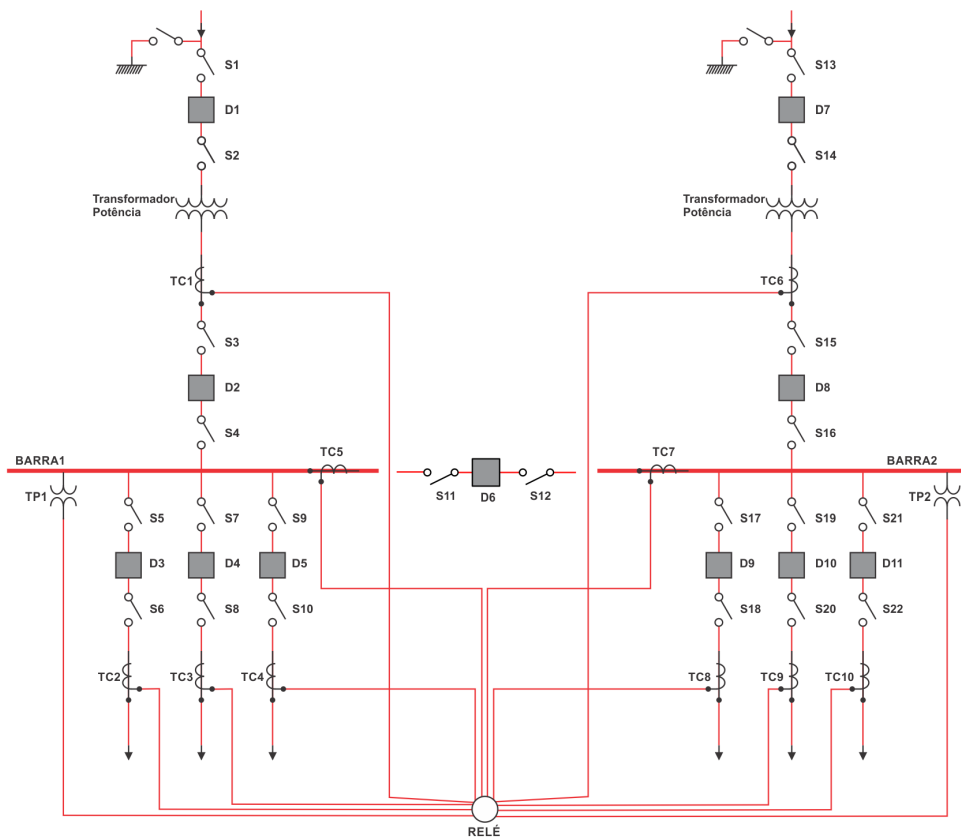 S1
S13
D1
D7
S2
S14
Transformador
Potência
Transformador
Potência
TC1
TC6
S3
S15
D2
D8
S4
S16
BARRA1
TC5
TC7
BARRA2
TP1
S11
D6
S12
TP2
S5
S7
S9
S17
S19
S21
D3
D4
D5
D9
D10
D11
S6
S8
S10
S18
S20
S22
TC2
TC3
TC4
TC8
TC9
TC10
RELÉ